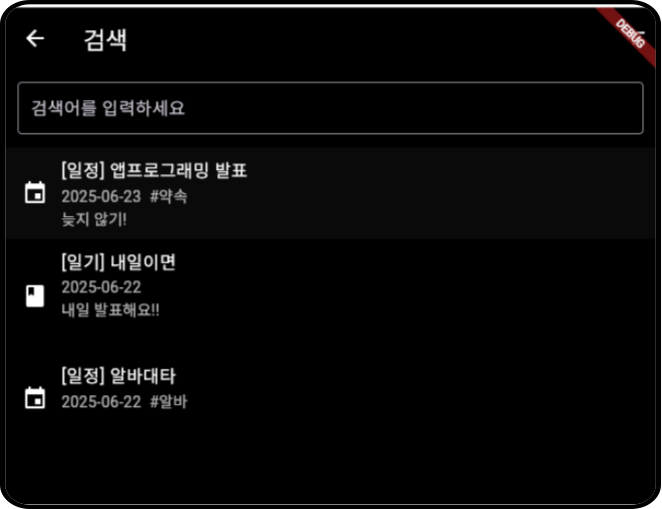 검색
DEBUG
검색어를 입력하세요
[일정] 앱프로그래밍 발표
2025-06-23 #약속
늦지 않기!
[일기] 내일이면
2025-06-22
내일 발표해요!!
[일정] 알바대타
2025-06-22 #알바